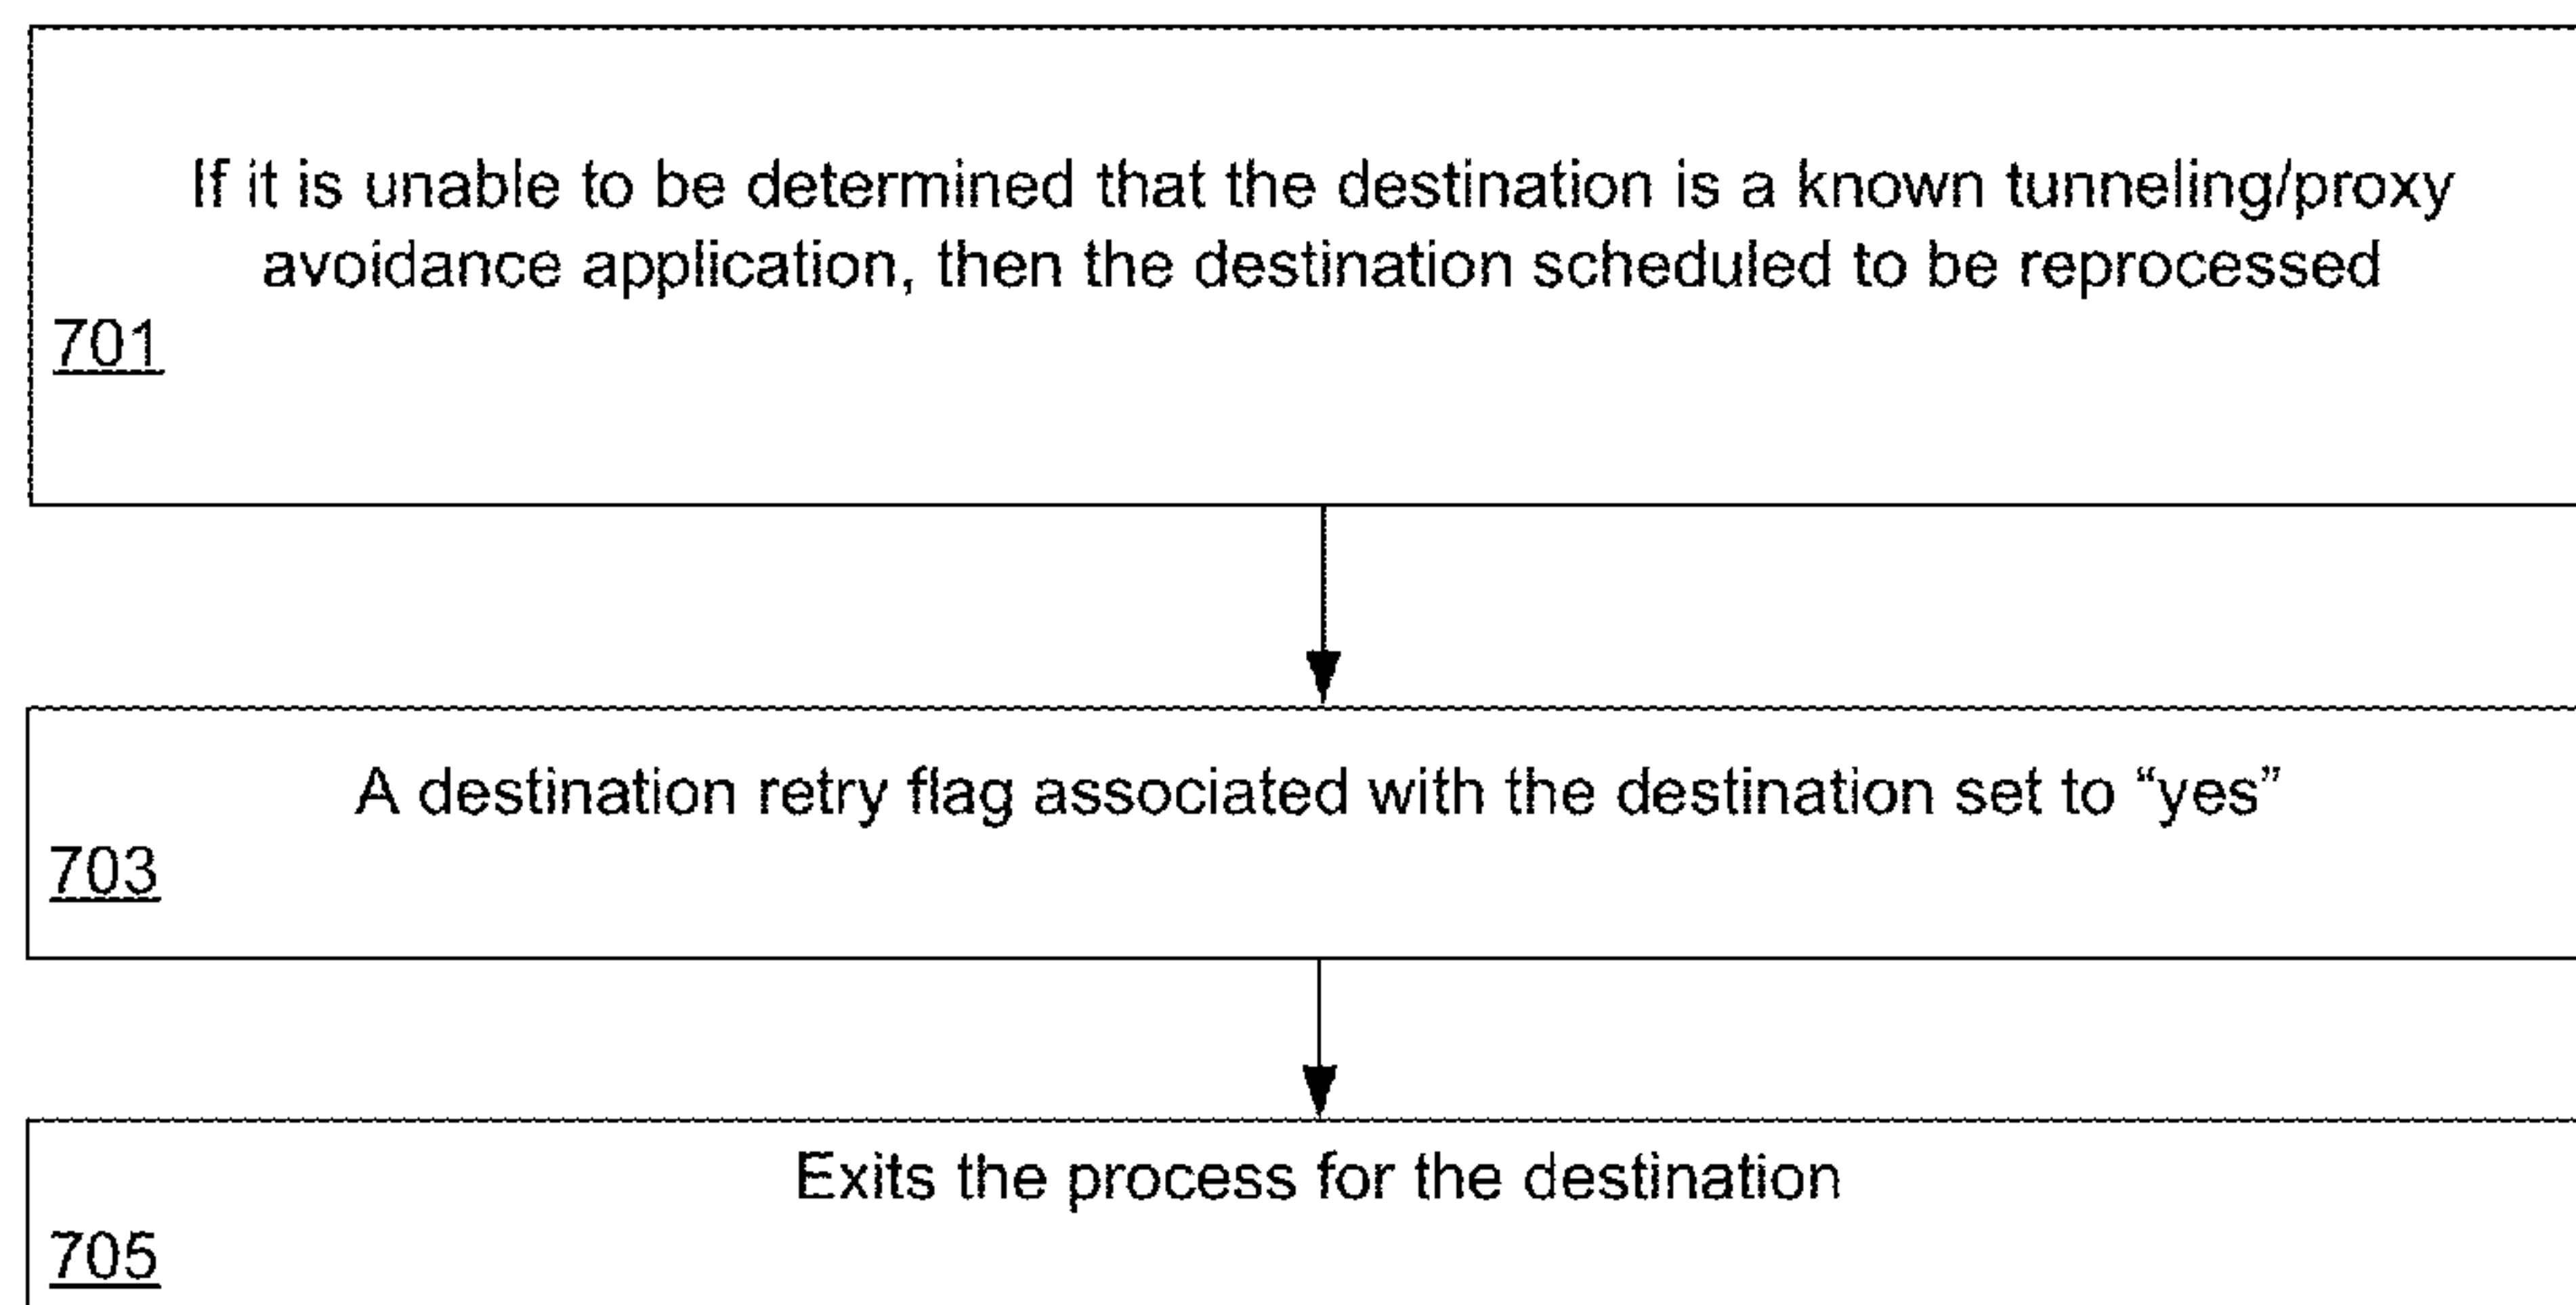 If it is unable to be determined that the destination is a known tunneling/proxy
avoidance application, then the destination scheduled to be reprocessed
701
A destination retry flag associated with the destination set to “yes”
703
Exits the process for the destination
705